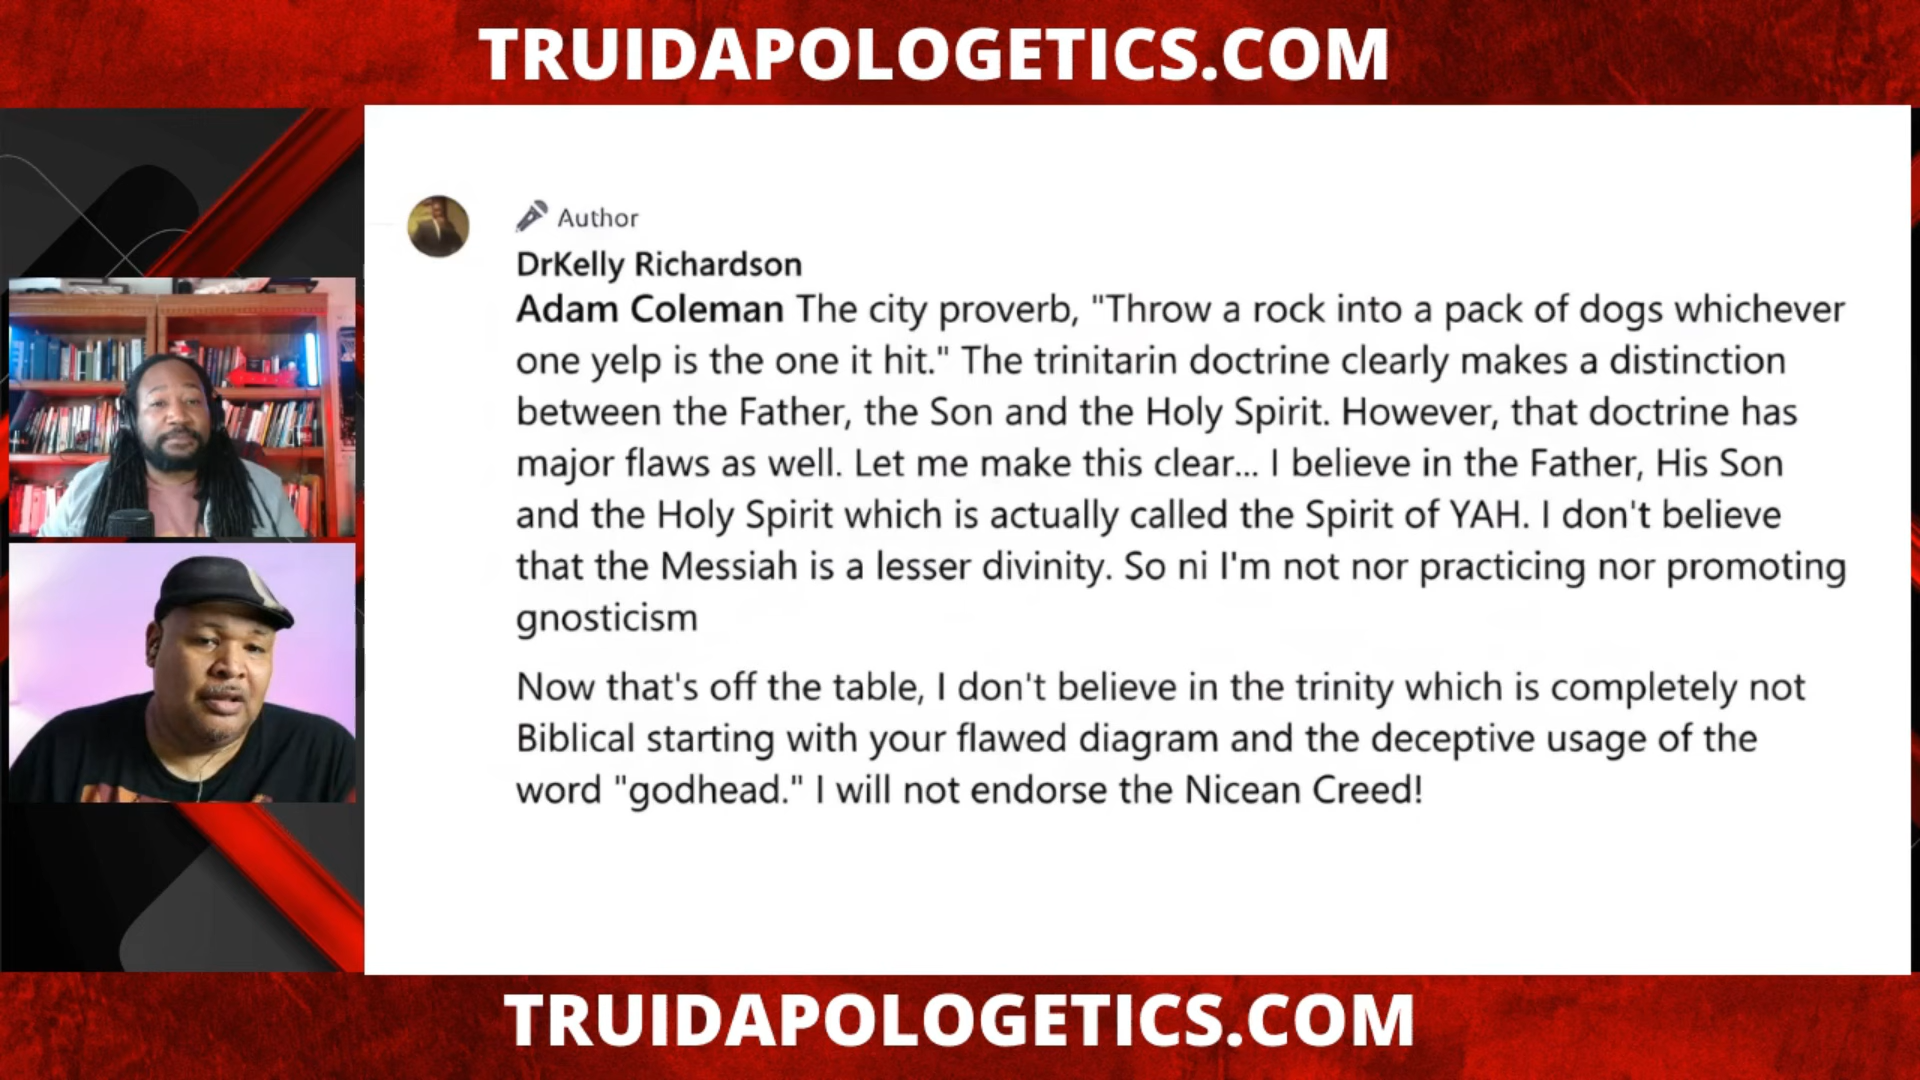 TRUIDAPOLOGETICS.COM
Author
DrKelly Richardson
Adam Coleman The city proverb, "Throw a rock into a pack of dogs whichever
one yelp is the one it hit." The trinitarin doctrine clearly makes a distinction
between the Father, the Son and the Holy Spirit. However, that doctrine has
major flaws as well. Let me make this clear... I believe in the Father, His Son
and the Holy Spirit which is actually called the Spirit of YAH. I don't believe
that the Messiah is a lesser divinity. So ni I'm not nor practicing nor promoting
gnosticism
Now that's off the table, I don't believe in the trinity which is completely not
Biblical starting with your flawed diagram and the deceptive usage of the
word "godhead." I will not endorse the Nicean Creed!
TRUIDAPOLOGETICS.COM